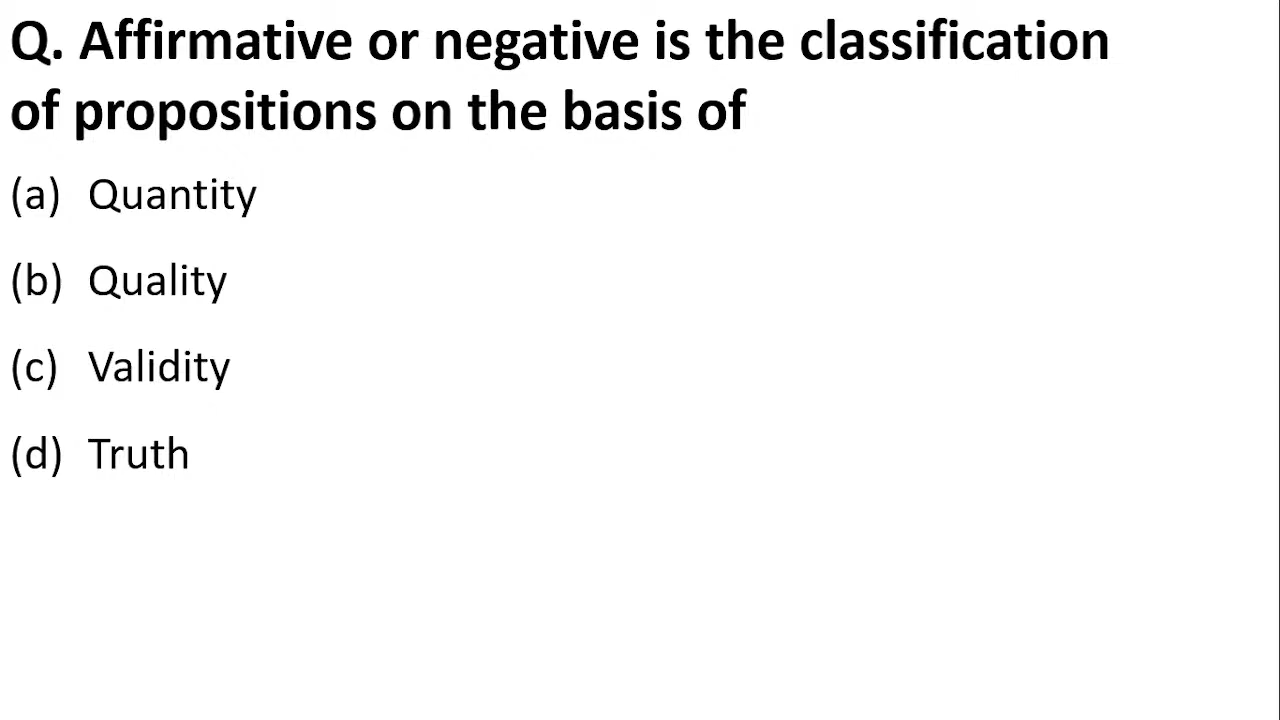 Q. Affirmative or negative is the classification
of propositions on the basis of
(a) Quantity
(b) Quality
(c) Validity
(d) Truth